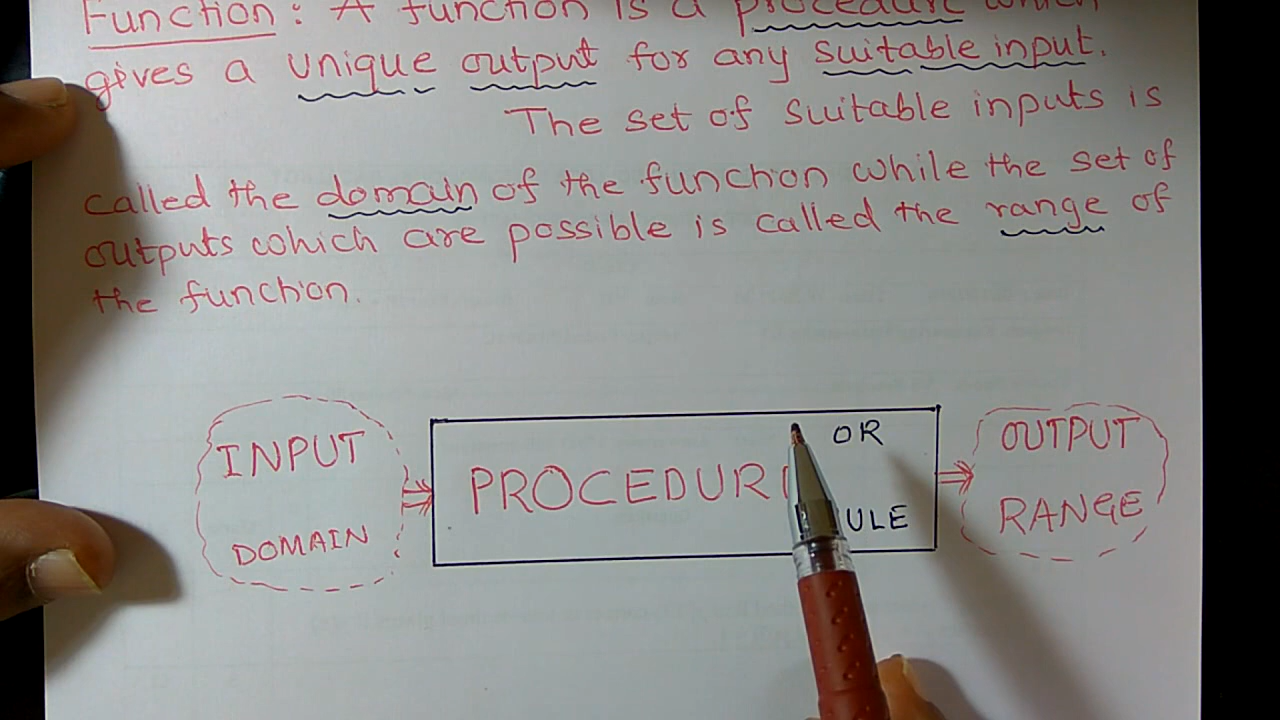 Function: A function is a procedure which
gives a unique output for any suitable input.
The set of suitable inputs is
called the domain of the function while the set of
outputs which are possible is called the range of
the function.
INPUT
DOMAIN
PROCEDUR
OR
ULE
OUTPUT
RANGE